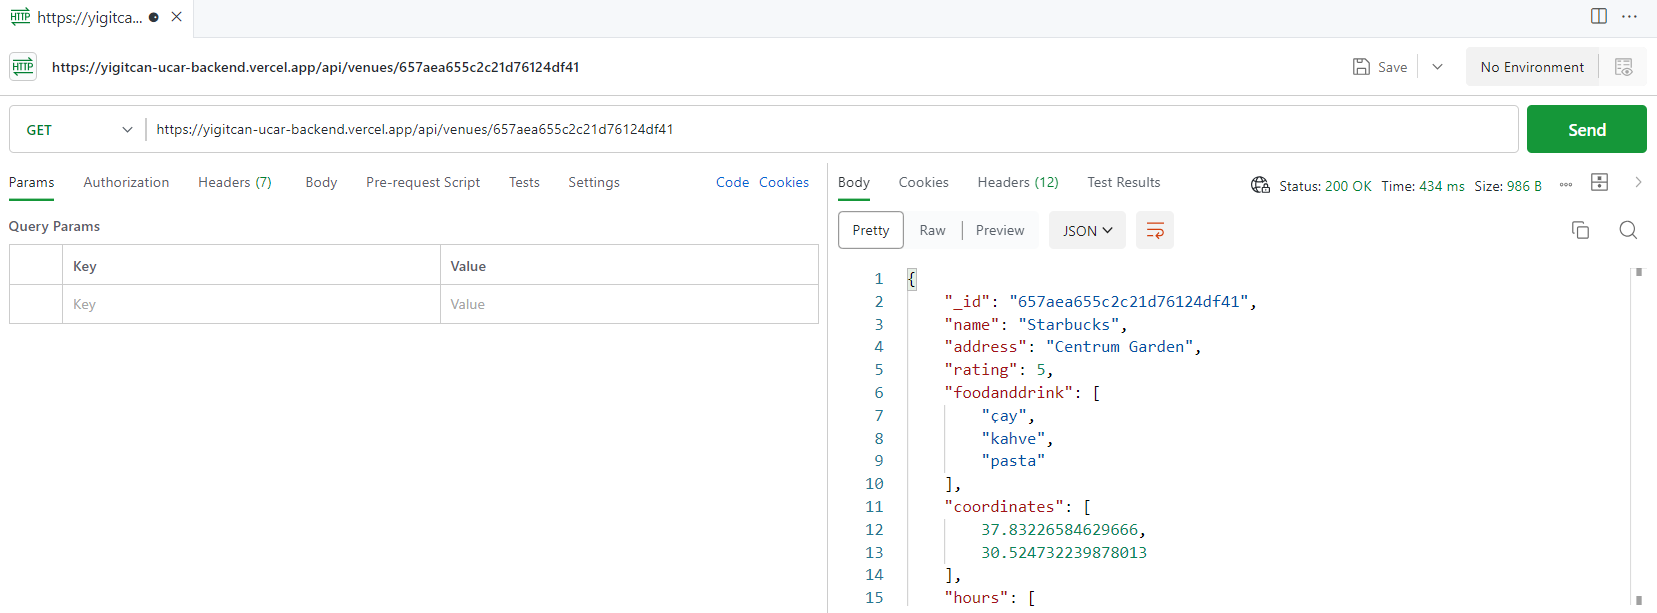 HTTP https://yigitca...
HTTP https://yigitcan-ucar-backend.vercel.app/api/venues/657aea655c2c21d76124df41
Save
No Environment
GET
https://yigitcan-ucar-backend.vercel.app/api/venues/657aea655c2c21d76124df41
Send
Params Authorization Headers (7) Body Pre-request Script Tests Settings Code Cookies
Query Params
Key Value
Key Value
Body Cookies Headers (12) Test Results Status: 200 OK Time: 434 ms Size: 986 B
Pretty Raw Preview JSON
1 {
2 "_id": "657aea655c2c21d76124df41",
3 "name": "Starbucks",
4 "address": "Centrum Garden",
5 "rating": 5,
6 "foodanddrink": [
7 "çay",
8 "kahve",
9 "pasta"
10 ],
11 "coordinates": [
12 37.83226584629666,
13 30.524732239878013
14 ],
15 "hours": [